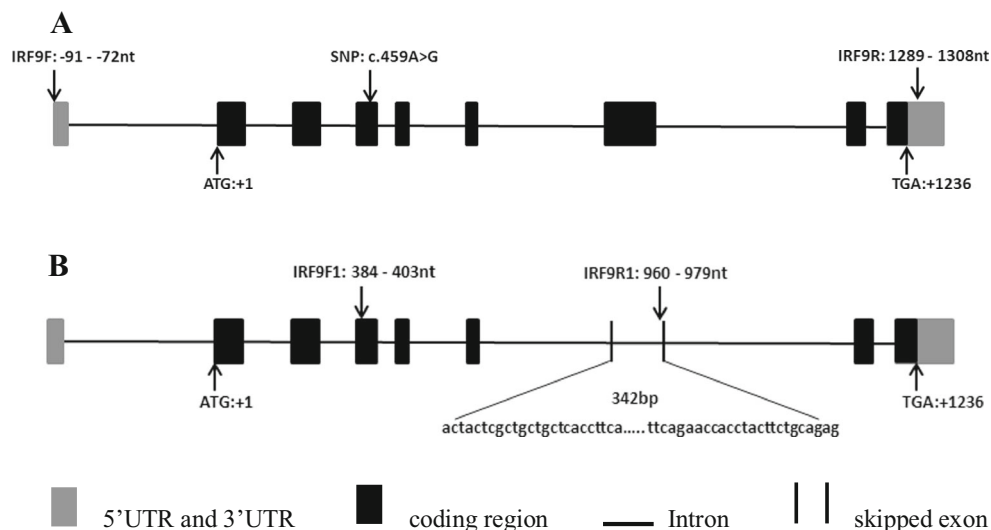 A
IRF9F: -91 - -72nt
SNP: c.459A>G
IRF9R: 1289 - 1308nt
ATG:+1
TGA:+1236
B
IRF9F1: 384 - 403nt
IRF9R1: 960 - 979nt
ATG:+1
342bp
TGA:+1236
actactcgctgctgctcaccttca..... ttcagaaccacctacttctgcagag
5'UTR and 3'UTR
coding region
Intron
skipped exon